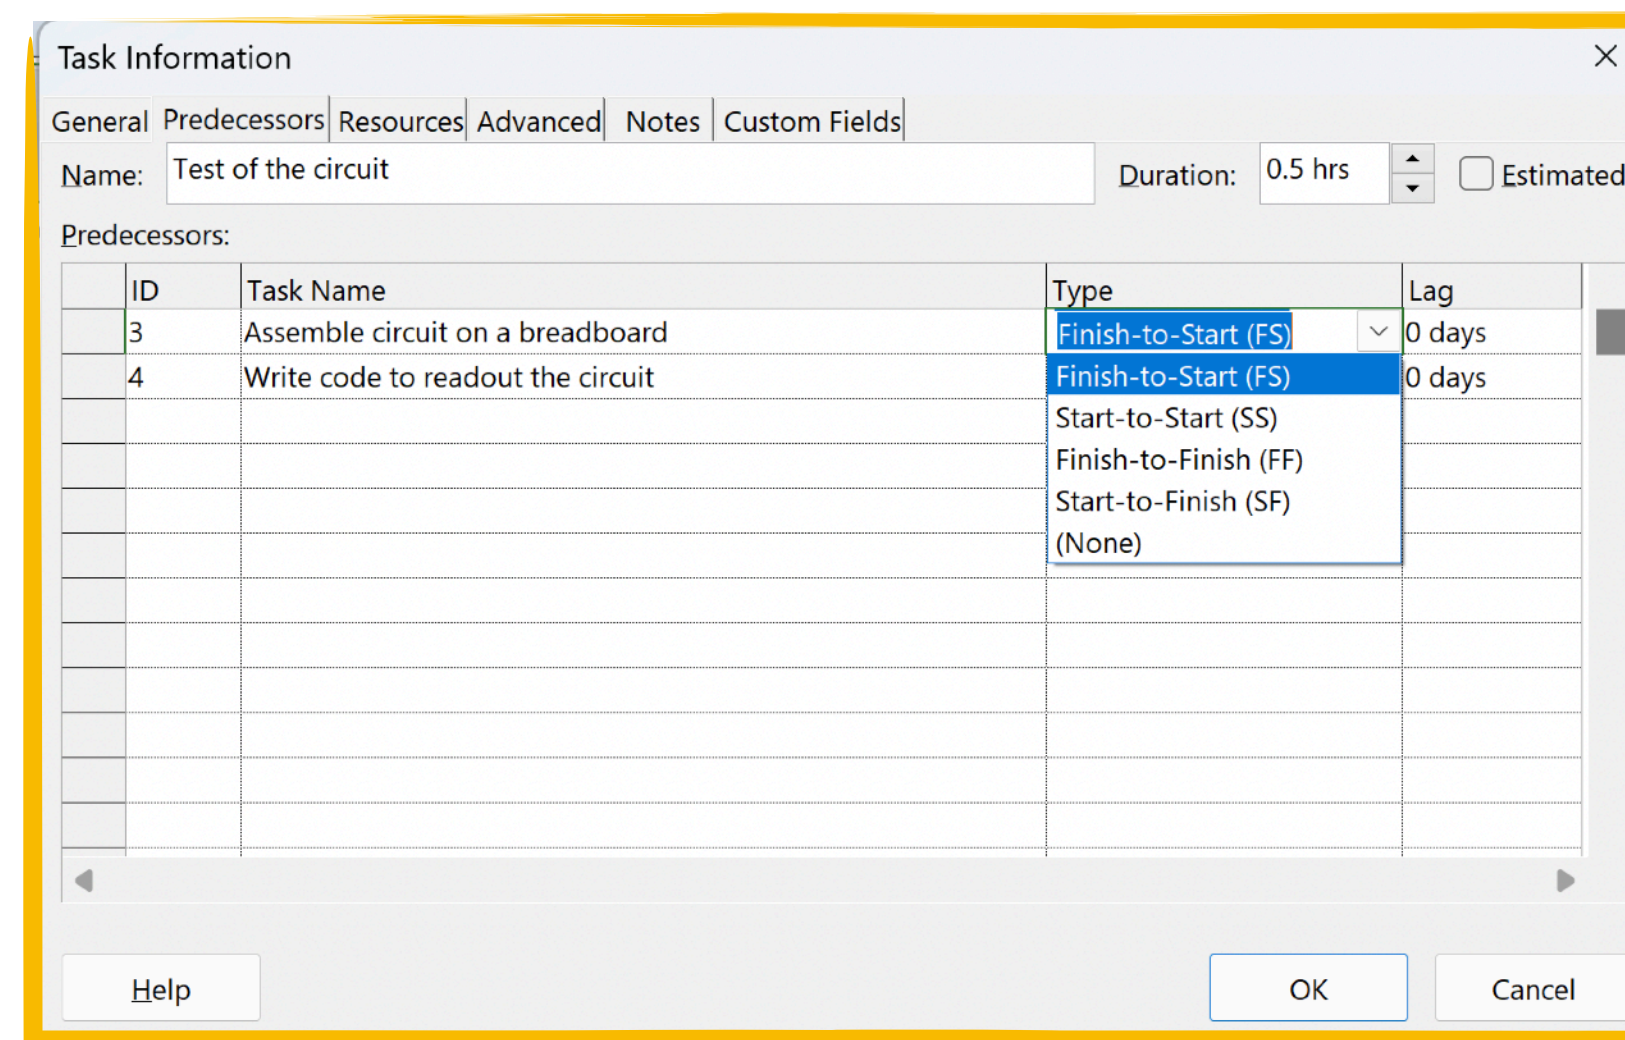 Task Information
General Predecessors Resources Advanced Notes Custom Fields
Name: Test of the circuit Duration: 0.5 hrs Estimated
Predecessors:
ID Task Name Type Lag
3 Assemble circuit on a breadboard Finish-to-Start (FS) 0 days
4 Write code to readout the circuit Finish-to-Start (FS) 0 days
Start-to-Start (SS)
Finish-to-Finish (FF)
Start-to-Finish (SF)
(None)
Help OK Cancel